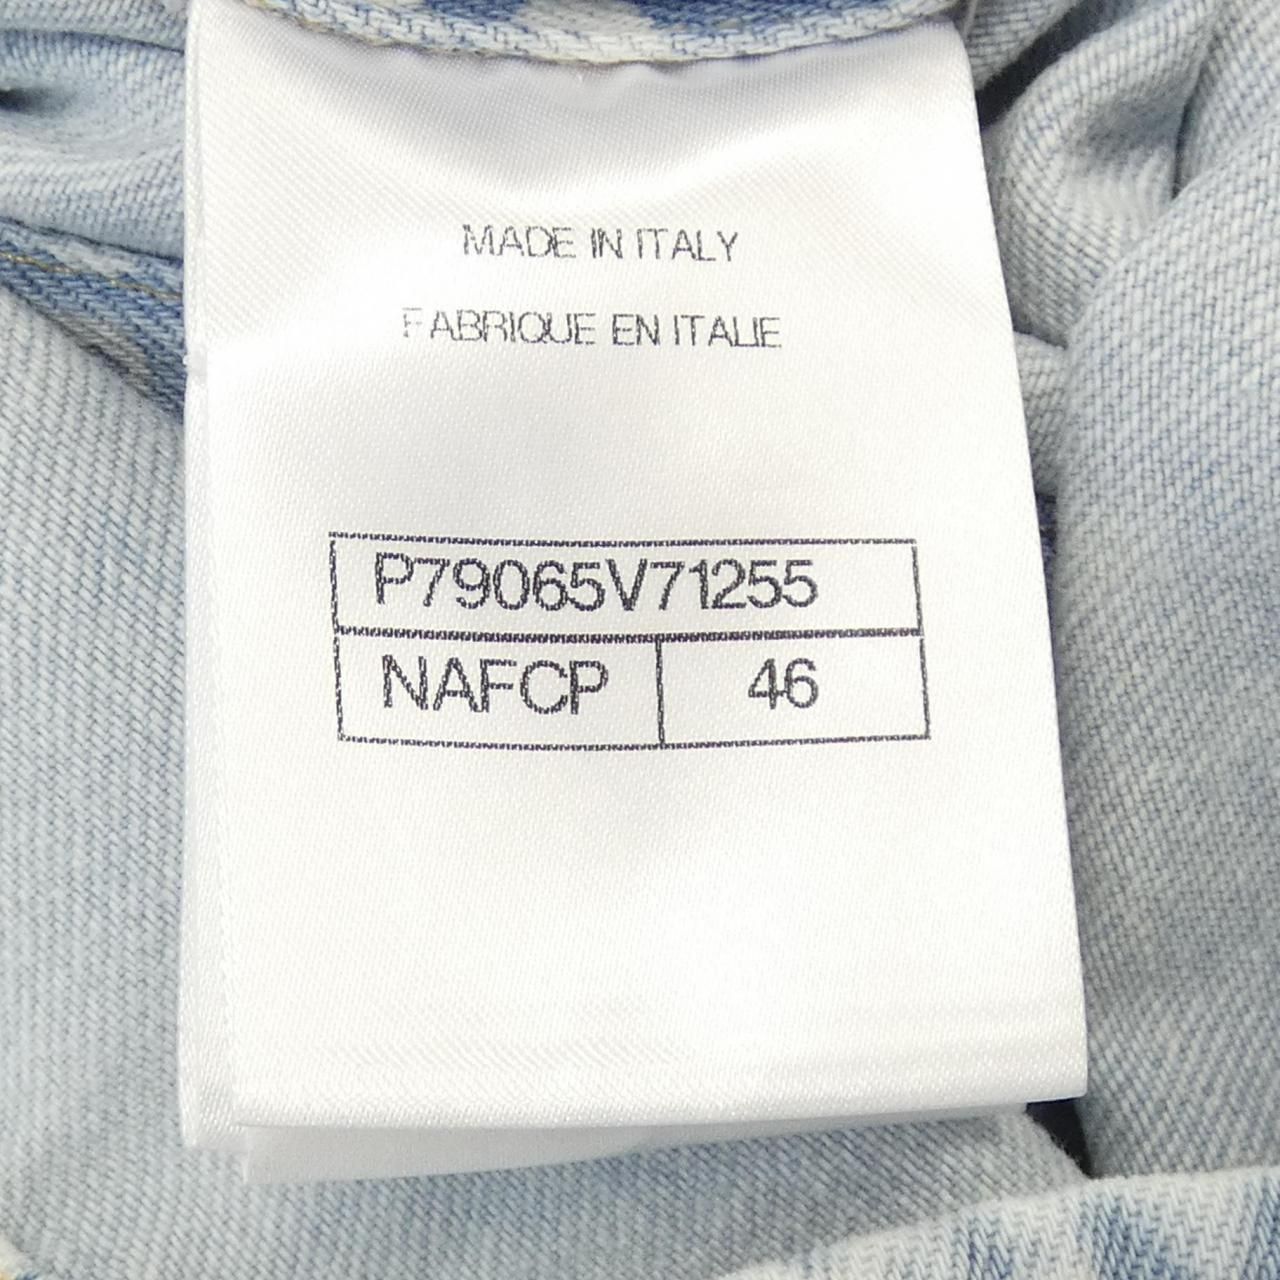 MADE IN ITALY
FABRIQUE EN ITALIE
P79065V71255
NAFCP 46